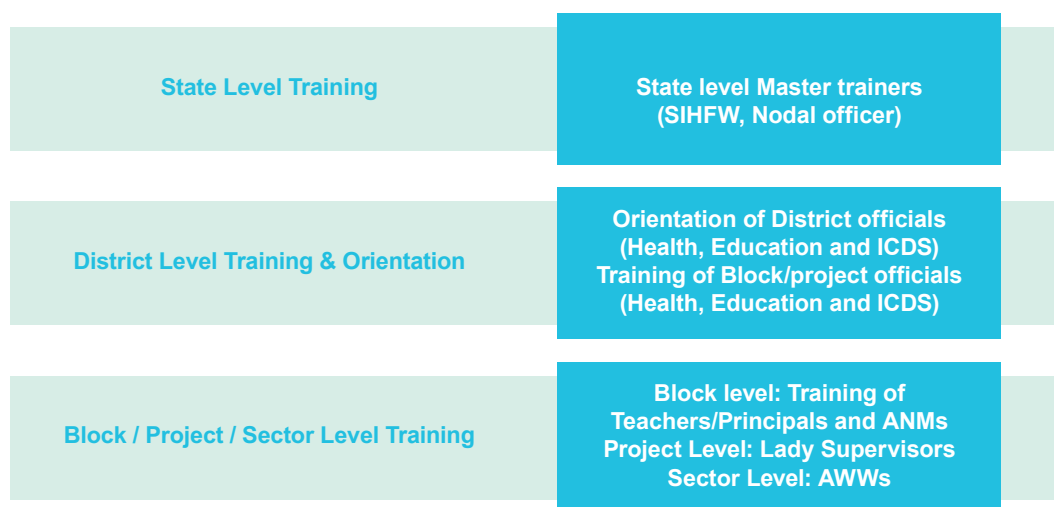 State Level Training
State level Master trainers
(SIHFW, Nodal officer)
District Level Training & Orientation
Orientation of District officials
(Health, Education and ICDS)
Training of Block/project officials
(Health, Education and ICDS)
Block / Project / Sector Level Training
Block level: Training of
Teachers/Principals and ANMs
Project Level: Lady Supervisors
Sector Level: AWWs